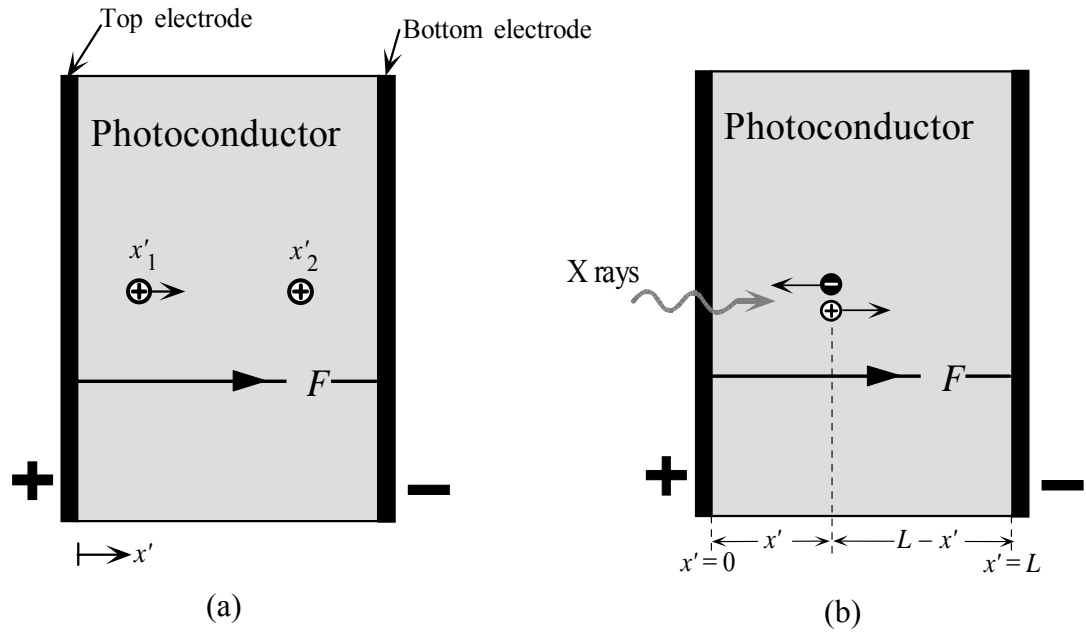 Top electrode
Bottom electrode
Photoconductor
x′1
x′2
F
+
−
x′
(a)
Photoconductor
X rays
F
+
−
x′
L − x′
x′= 0
x′= L
(b)